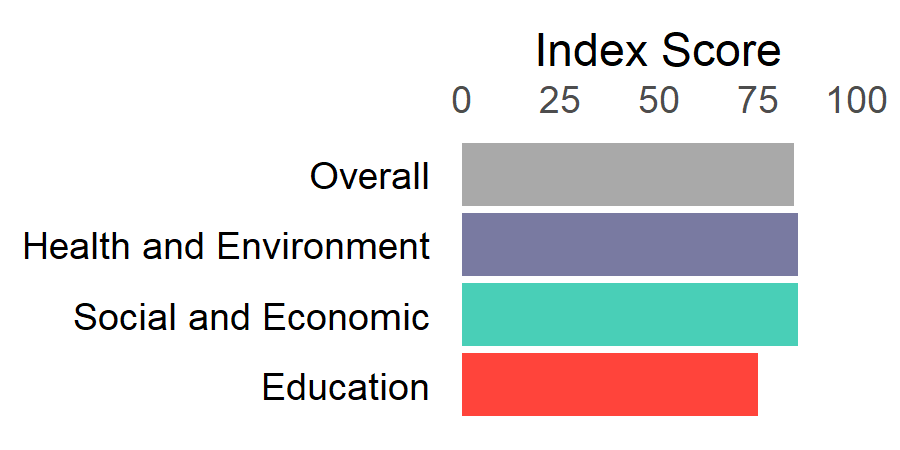 Index Score
0 25 50 75 100
Overall
Health and Environment
Social and Economic
Education